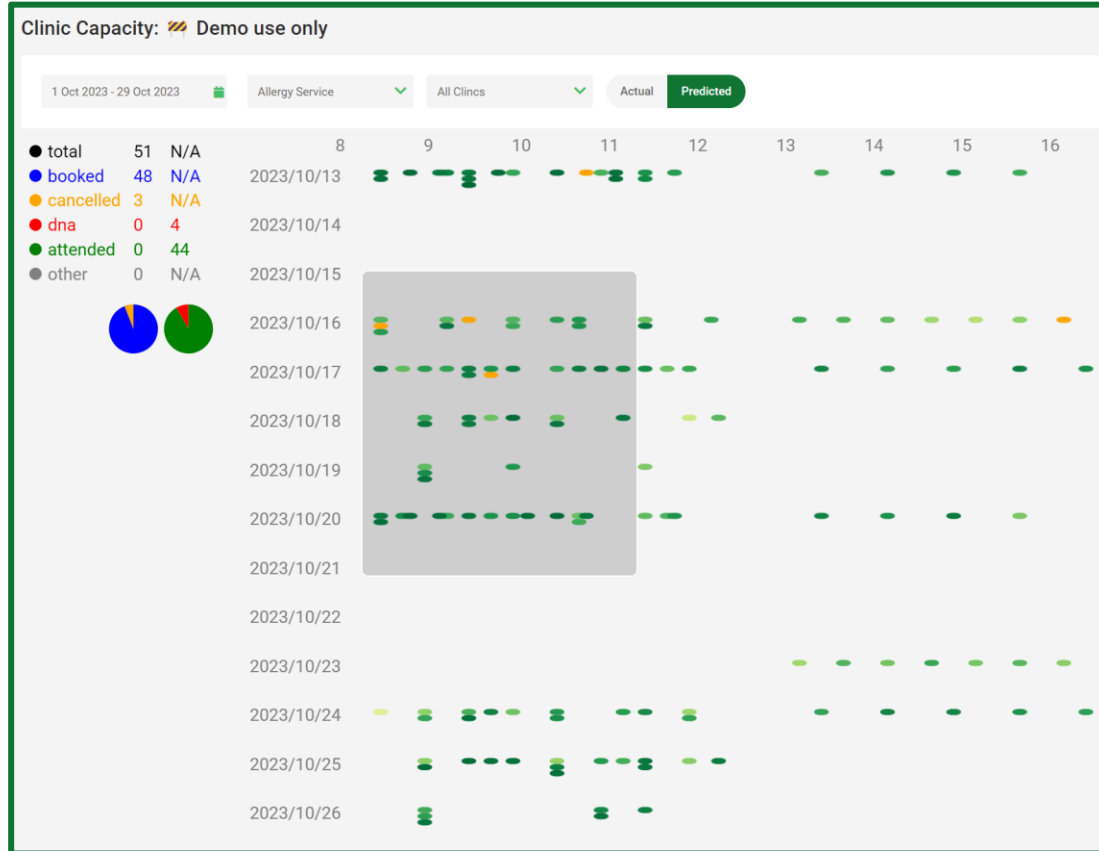 Clinic Capacity: 🚧 Demo use only
1 Oct 2023 - 29 Oct 2023 Allergy Service All Clincs Actual Predicted
total 51 N/A
booked 48 N/A
cancelled 3 N/A
dna 0 4
attended 0 44
other 0 N/A
8 9 10 11 12 13 14 15 16
2023/10/13
2023/10/14
2023/10/15
2023/10/16
2023/10/17
2023/10/18
2023/10/19
2023/10/20
2023/10/21
2023/10/22
2023/10/23
2023/10/24
2023/10/25
2023/10/26